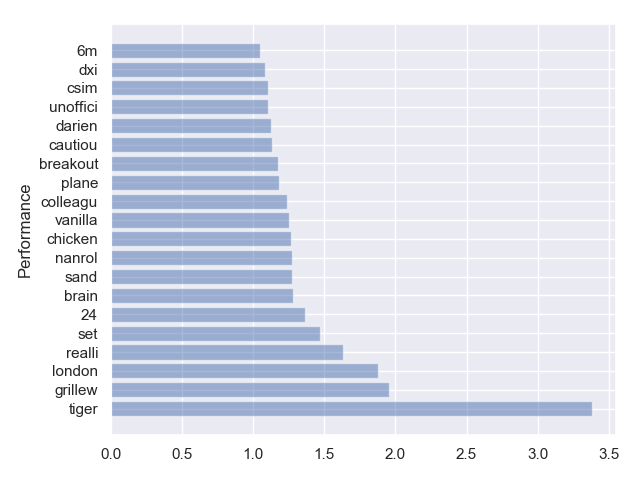 6m
dxi
csim
unoffici
darien
cautiou
breakout
plane
colleagu
vanilla
chicken
nanrol
sand
brain
24
set
realli
london
grillew
tiger
Performance
0.0 0.5 1.0 1.5 2.0 2.5 3.0 3.5